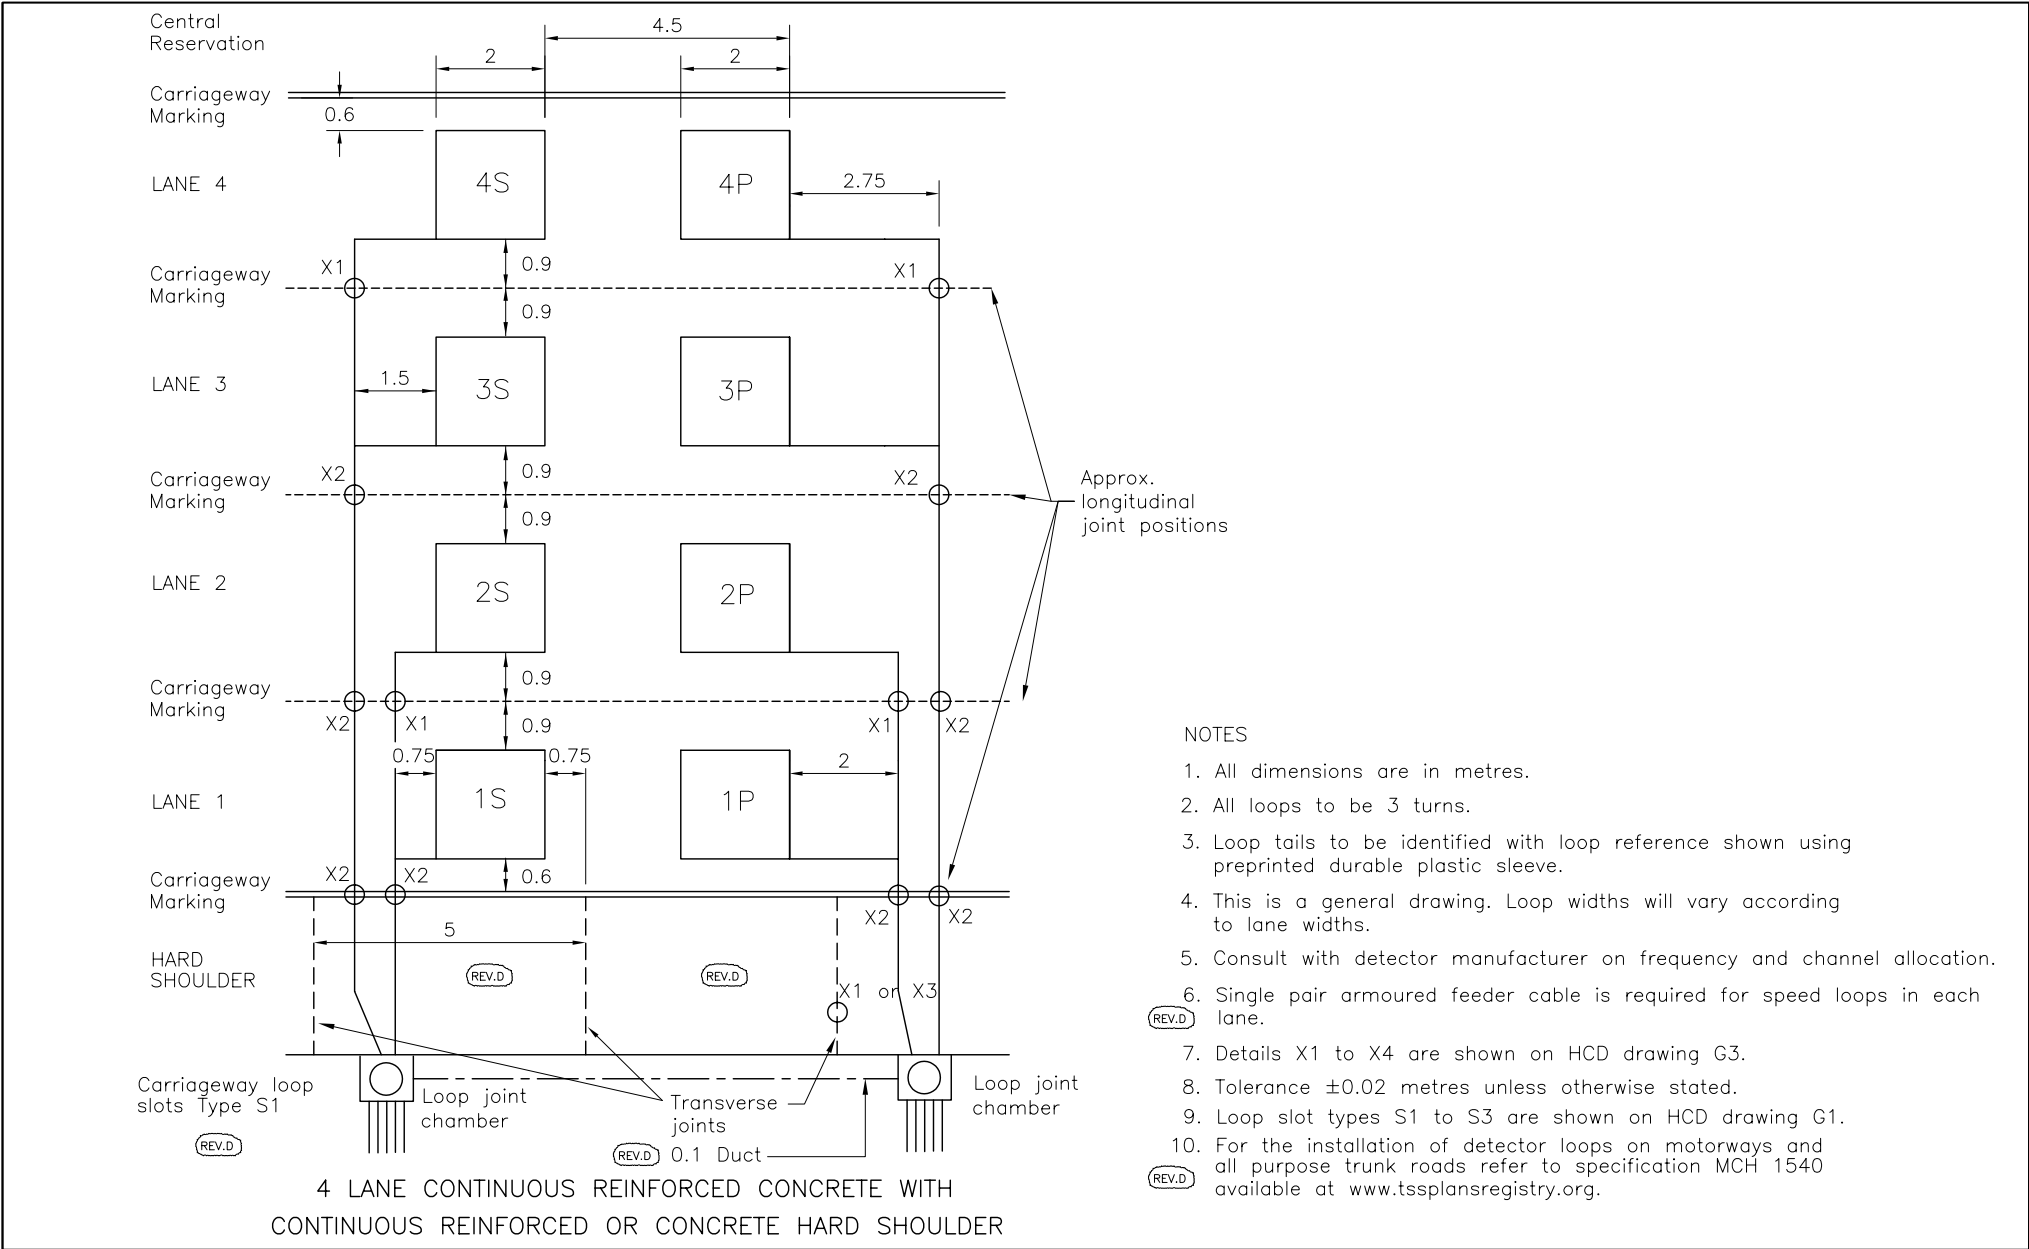 Central
Reservation
4.5
2
2
Carriageway
Marking
0.6
LANE 4
4S
4P
2.75
Carriageway
Marking
X1
0.9
X1
0.9
LANE 3
1.5
3S
3P
Carriageway
Marking
X2
0.9
X2
0.9
Approx.
longitudinal
joint positions
LANE 2
2S
2P
0.9
Carriageway
Marking
X2
X1
0.9
X1
X2
0.75
0.75
2
LANE 1
1S
1P
Carriageway
Marking
X2
X2
0.6
X2
X2
5
HARD
SHOULDER
REV.D
REV.D
X1 or X3
Carriageway loop
slots Type S1
REV.D
Loop joint
chamber
Transverse
joints
Loop joint
chamber
REV.D 0.1 Duct
4 LANE CONTINUOUS REINFORCED CONCRETE WITH
CONTINUOUS REINFORCED OR CONCRETE HARD SHOULDER
NOTES
1. All dimensions are in metres.
2. All loops to be 3 turns.
3. Loop tails to be identified with loop reference shown using
preprinted durable plastic sleeve.
4. This is a general drawing. Loop widths will vary according
to lane widths.
5. Consult with detector manufacturer on frequency and channel allocation.
6. Single pair armoured feeder cable is required for speed loops in each
REV.D lane.
7. Details X1 to X4 are shown on HCD drawing G3.
8. Tolerance ±0.02 metres unless otherwise stated.
9. Loop slot types S1 to S3 are shown on HCD drawing G1.
10. For the installation of detector loops on motorways and
all purpose trunk roads refer to specification MCH 1540
REV.D available at www.tssplansregistry.org.